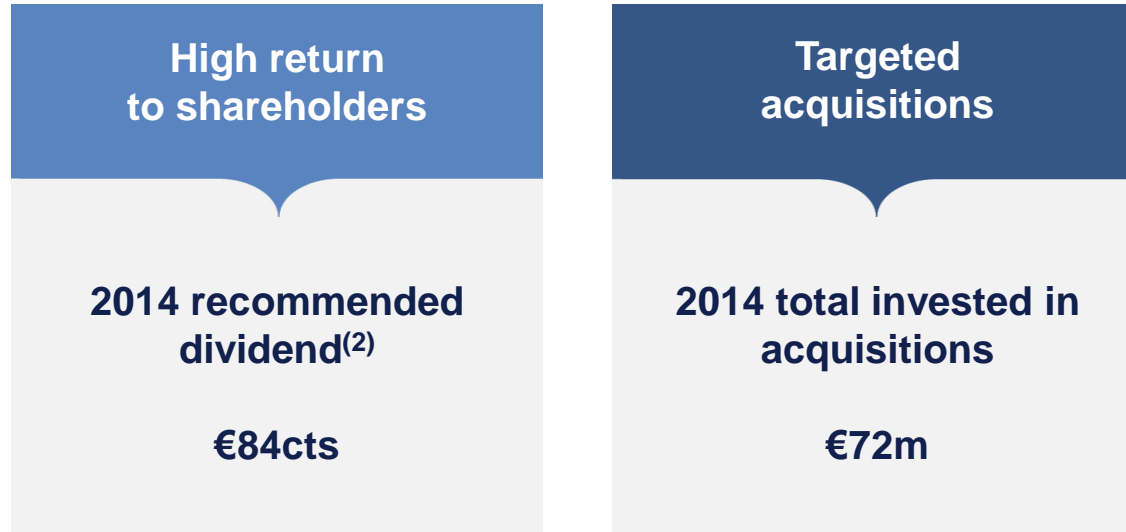 High return
to shareholders
2014 recommended
dividend(2)
€84cts
Targeted
acquisitions
2014 total invested in
acquisitions
€72m